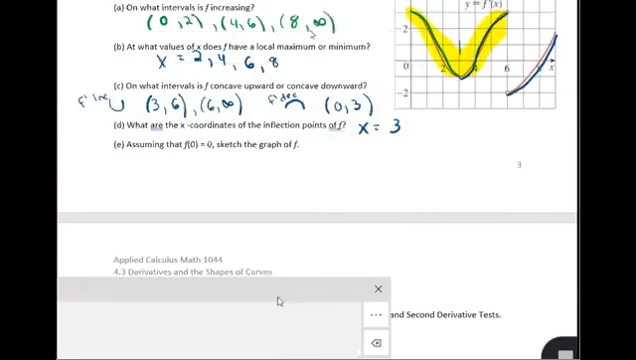 (a) On what intervals is f increasing?
(0,2), (4,6), (8,∞)
(b) At what values of x does f have a local maximum or minimum?
x = 2, 4, 6, 8
(c) On what intervals is f concave upward or concave downward?
(3,6), (6,∞) (0,3)
(d) What are the x-coordinates of the inflection points of f? x = 3
(e) Assuming that f(0) = 0, sketch the graph of f.
y = f'(x)
2
0
2
6
x
-2
3
Applied Calculus Math 1044
4.3 Derivatives and the Shapes of Curves
and Second Derivative Tests.